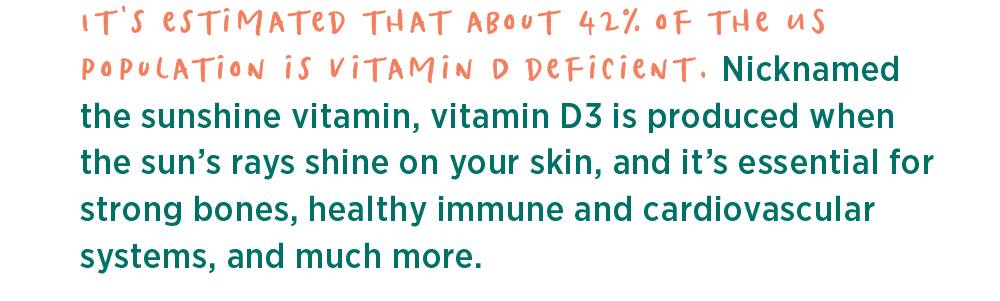 IT'S ESTIMATED THAT ABOUT 42% OF THE US
POPULATION IS VITAMIN D DEFICIENT. Nicknamed
the sunshine vitamin, vitamin D3 is produced when
the sun’s rays shine on your skin, and it’s essential for
strong bones, healthy immune and cardiovascular
systems, and much more.